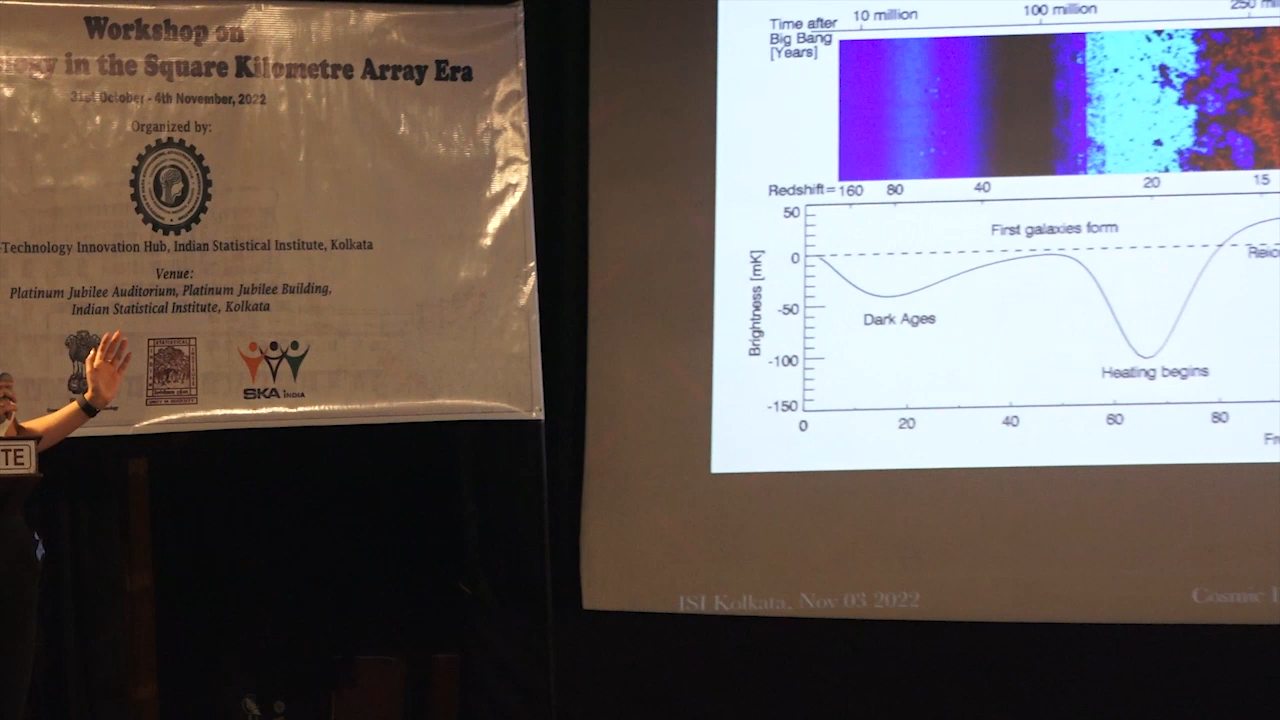 Workshop on
in the Square Kilometre Array Era
31st October - 4th November, 2022
Organized by:
-Technology Innovation Hub, Indian Statistical Institute, Kolkata
Venue:
Platinum Jubilee Auditorium, Platinum Jubilee Building,
Indian Statistical Institute, Kolkata
SKA INDIA
TE
Time after
Big Bang
[Years]
10 million
100 million
250 mi
Redshift=160
80
40
20
15
50
0
-50
-100
-150
Brightness [mK]
First galaxies form
Reio
Dark Ages
Heating begins
0
20
40
60
80
Fr
ISI Kolkata, Nov 03 2022
Cosmic